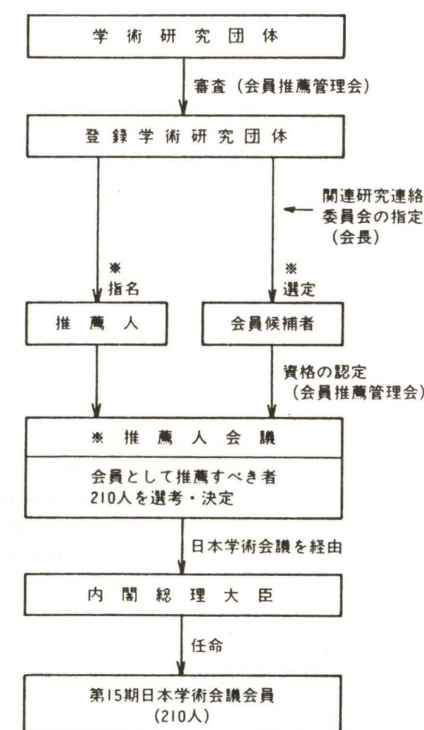 学術研究団体
審査（会員推薦管理会）
登録学術研究団体
関連研究連絡
委員会の指定
（会長）
※
指名
※
選定
推薦人
会員候補者
資格の認定
（会員推薦管理会）
※推薦人会議
会員として推薦すべき者
210人を選考・決定
日本学術会議を経由
内閣総理大臣
任命
第15期日本学術会議会員
（210人）